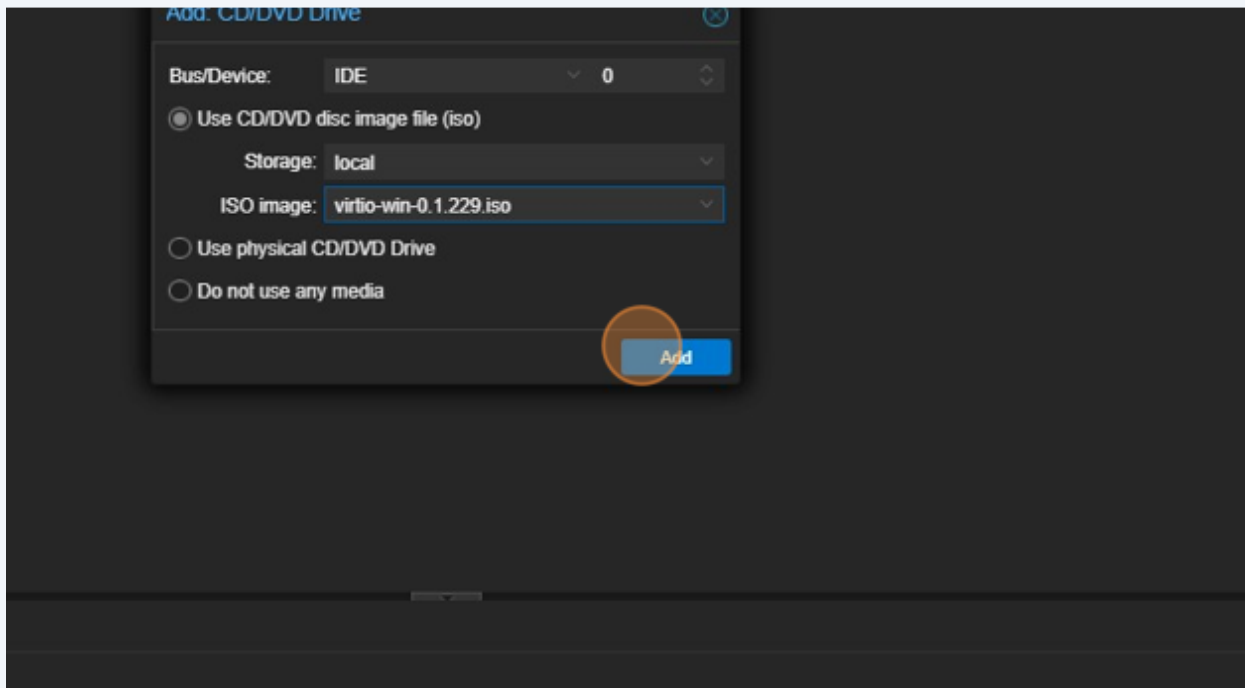 Add: CD/DVD Drive
Bus/Device: IDE 0
Use CD/DVD disc image file (iso)
Storage: local
ISO image: virtio-win-0.1.229.iso
Use physical CD/DVD Drive
Do not use any media
Add